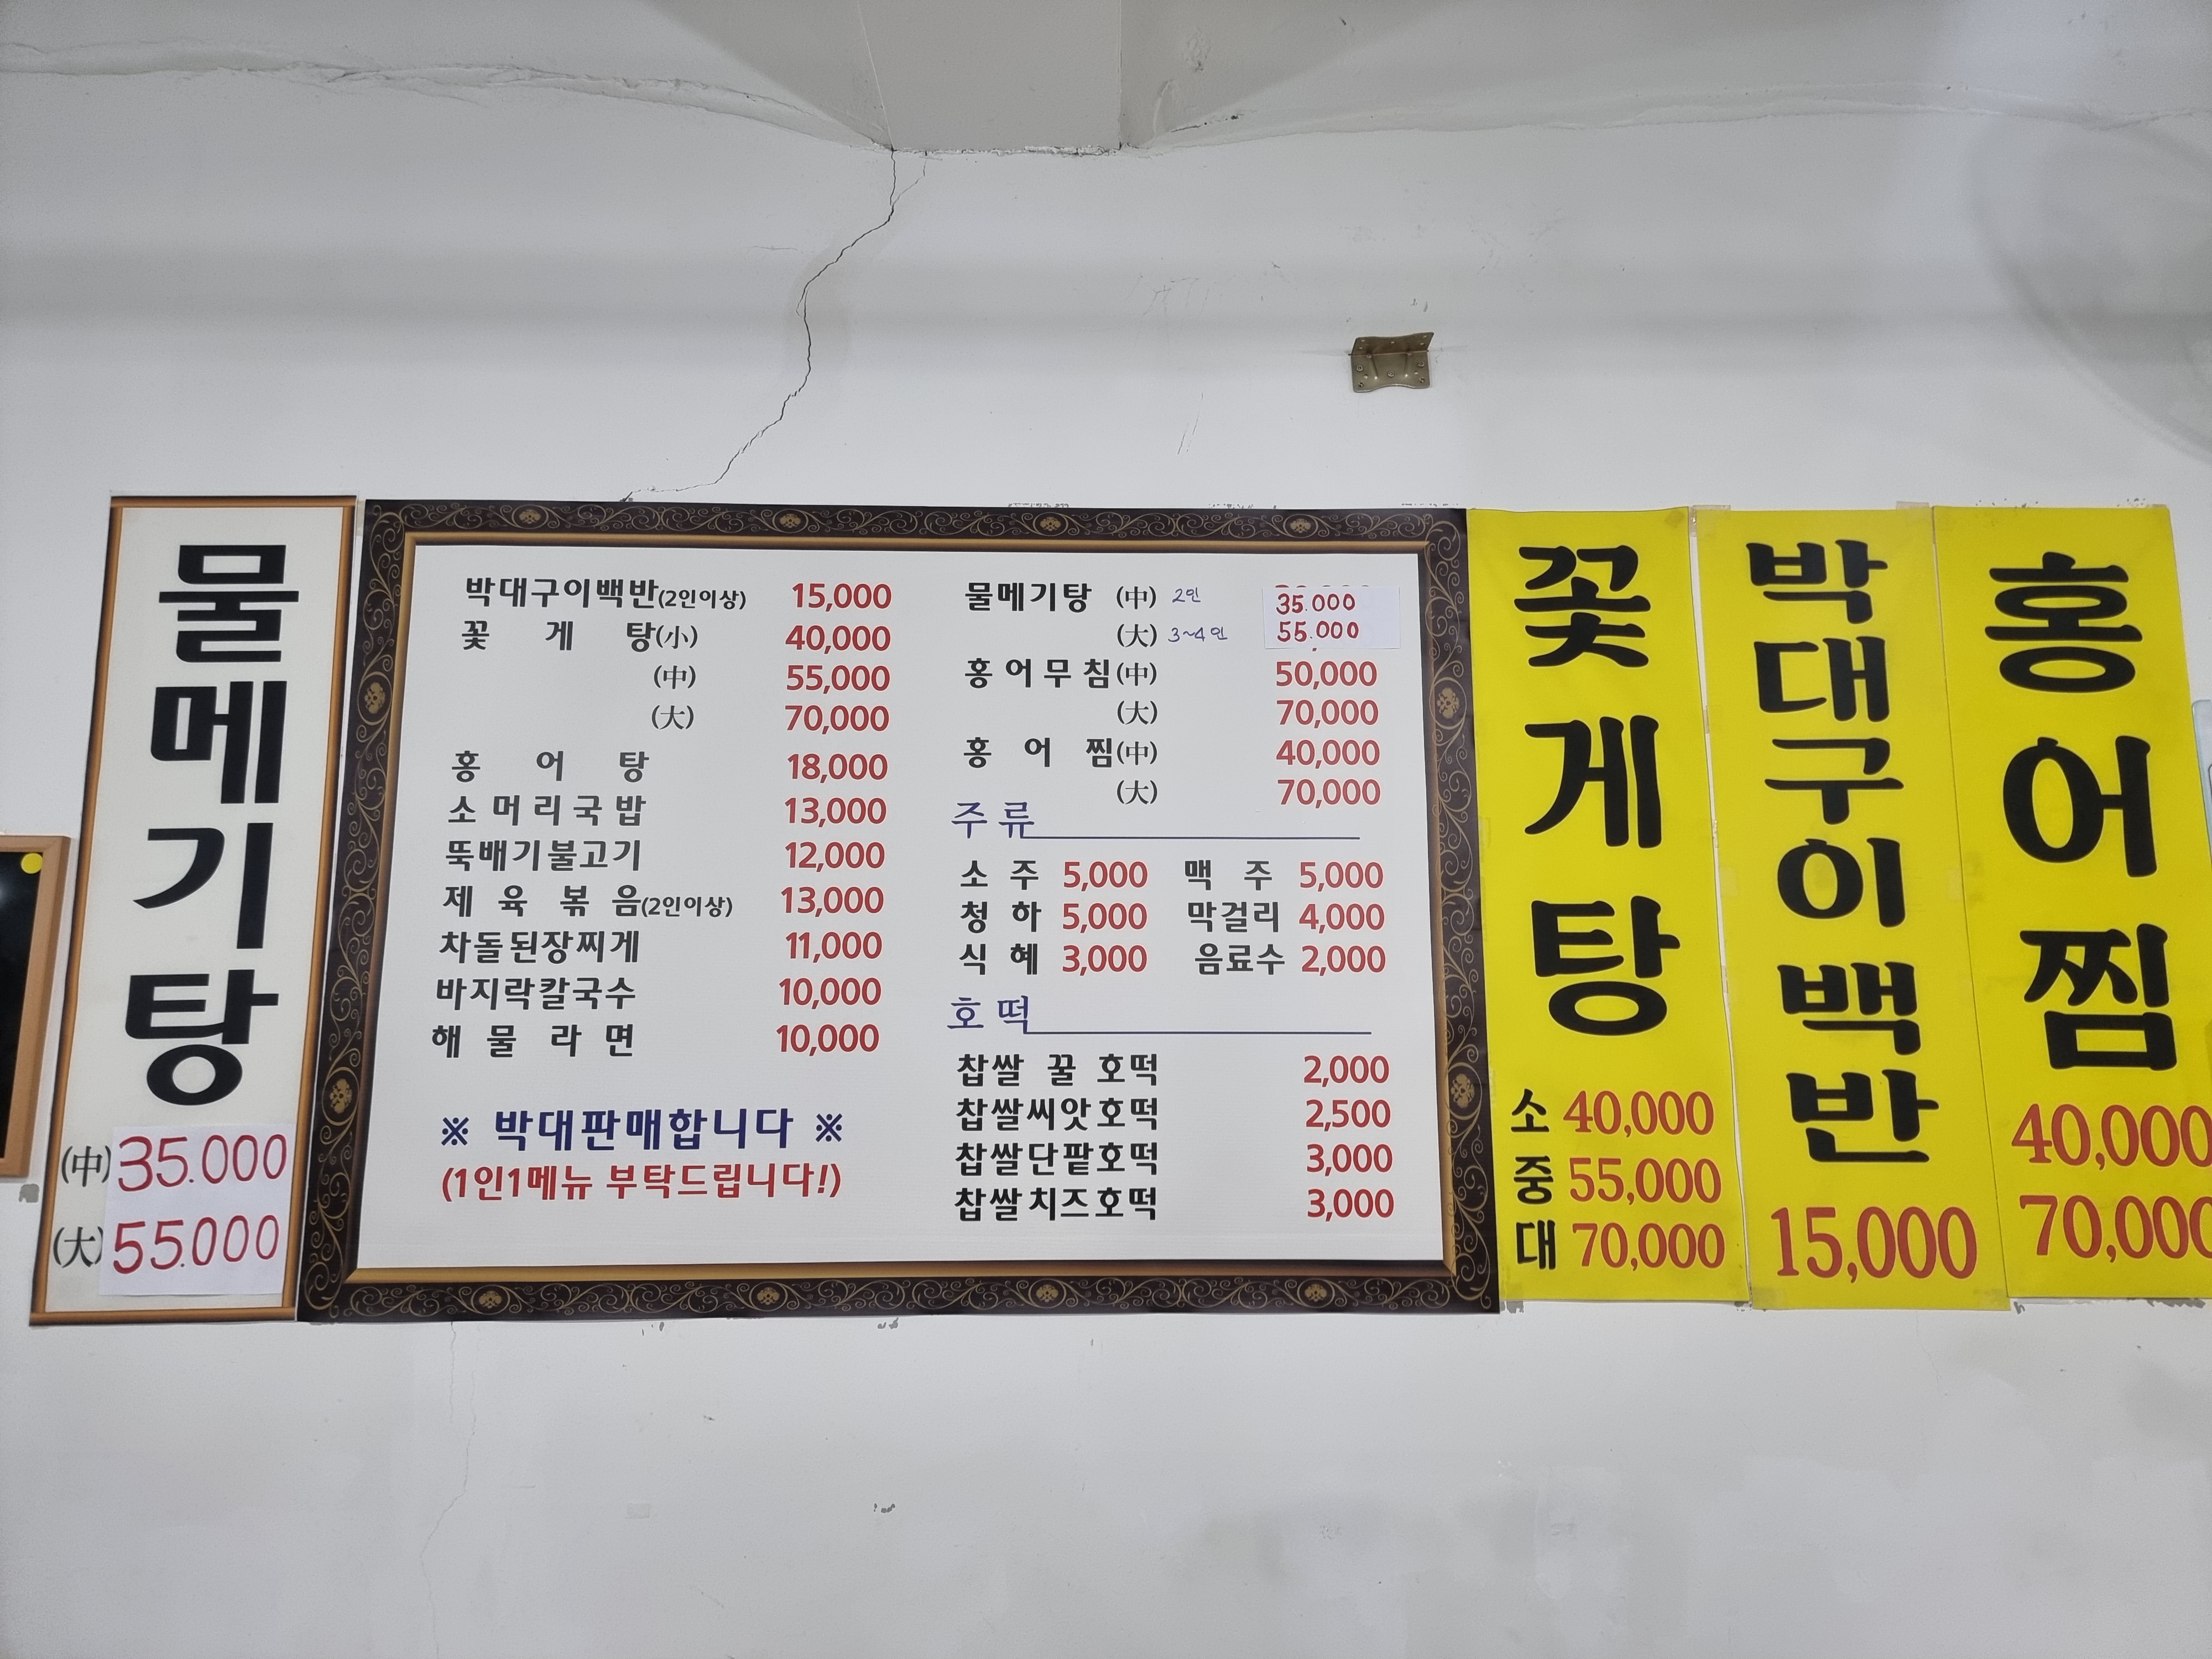 물메기탕
(中) 35.000
(大) 55.000
박대구이백반(2인이상) 15,000
꽃게탕(小) 40,000
(中) 55,000
(大) 70,000
홍어탕 18,000
소머리국밥 13,000
뚝배기불고기 12,000
제육볶음(2인이상) 13,000
차돌된장찌게 11,000
바지락칼국수 10,000
해물라면 10,000
※ 박대판매합니다 ※
(1인1메뉴 부탁드립니다!)
물메기탕 (中) 2인 35.000
(大) 3~4인 55.000
홍어무침(中) 50,000
(大) 70,000
홍어찜(中) 40,000
(大) 70,000
주류
소주 5,000 맥주 5,000
청하 5,000 막걸리 4,000
식혜 3,000 음료수 2,000
호떡
찹쌀 꿀 호떡 2,000
찹쌀씨앗호떡 2,500
찹쌀단팥호떡 3,000
찹쌀치즈호떡 3,000
꽃게탕
소 40,000
중 55,000
대 70,000
박대구이백반
15,000
홍어찜
40,000
70,000